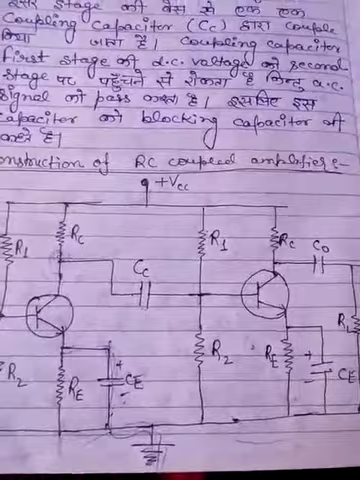 दूसरे stage की बेस से एक एक
Coupling Capacitor (Cc) द्वारा couple
किया जाता है। Coupling capacitor
first stage की d.c. voltage को second
stage पर पहुँचने से रोकता है किन्तु a.c.
signal को pass करता है। इसलिए इस
capacitor को blocking capacitor भी
कहते है।
onstruction of RC coupled amplifier:-
+Vcc
R1 Rc Cc R1 Rc Co
R2 RE + CE R2 RE + CE RL